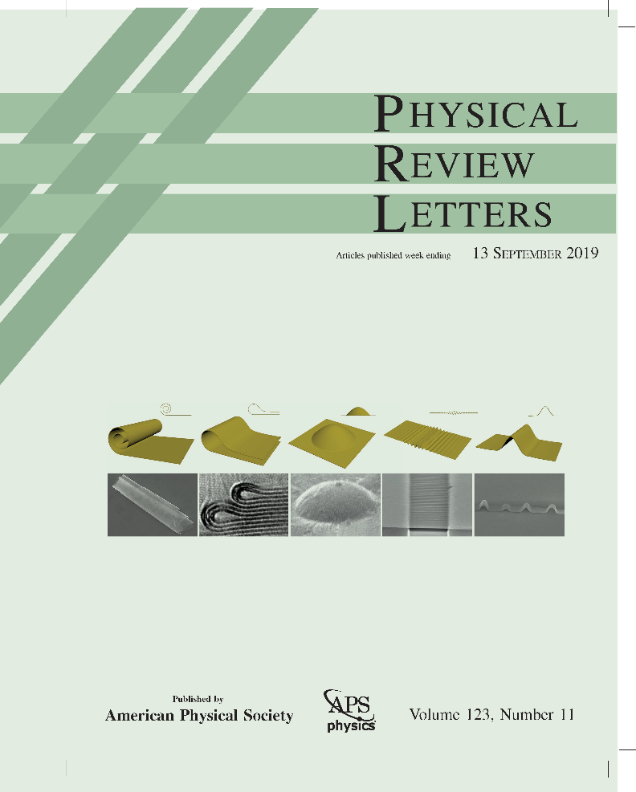 PHYSICAL
REVIEW
LETTERS
Articles published week ending 13 SEPTEMBER 2019
Published by
American Physical Society
APS
physics
Volume 123, Number 11